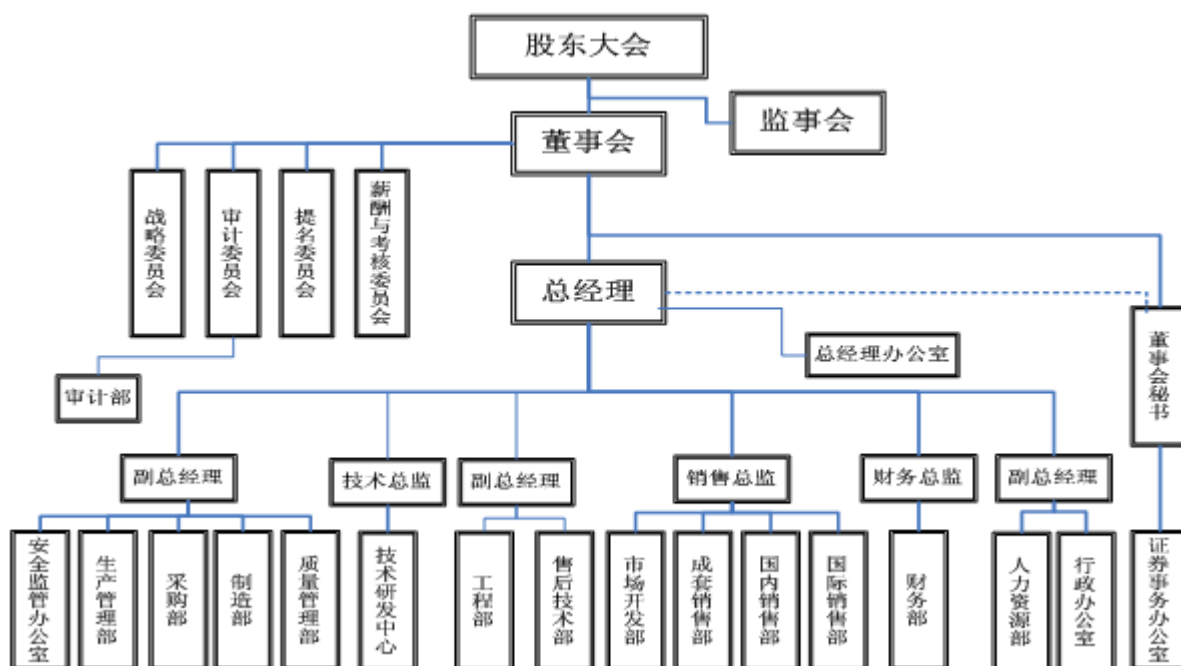 股东大会
监事会
董事会
战略委员会
审计委员会
提名委员会
薪酬与考核委员会
总经理
总经理办公室
董事会秘书
审计部
副总经理
技术总监
副总经理
销售总监
财务总监
副总经理
安全监管办公室
生产管理部
采购部
制造部
质量管理部
技术研发中心
工程部
售后技术部
市场开发部
成套销售部
国内销售部
国际销售部
财务部
人力资源部
行政办公室
证券事务办公室